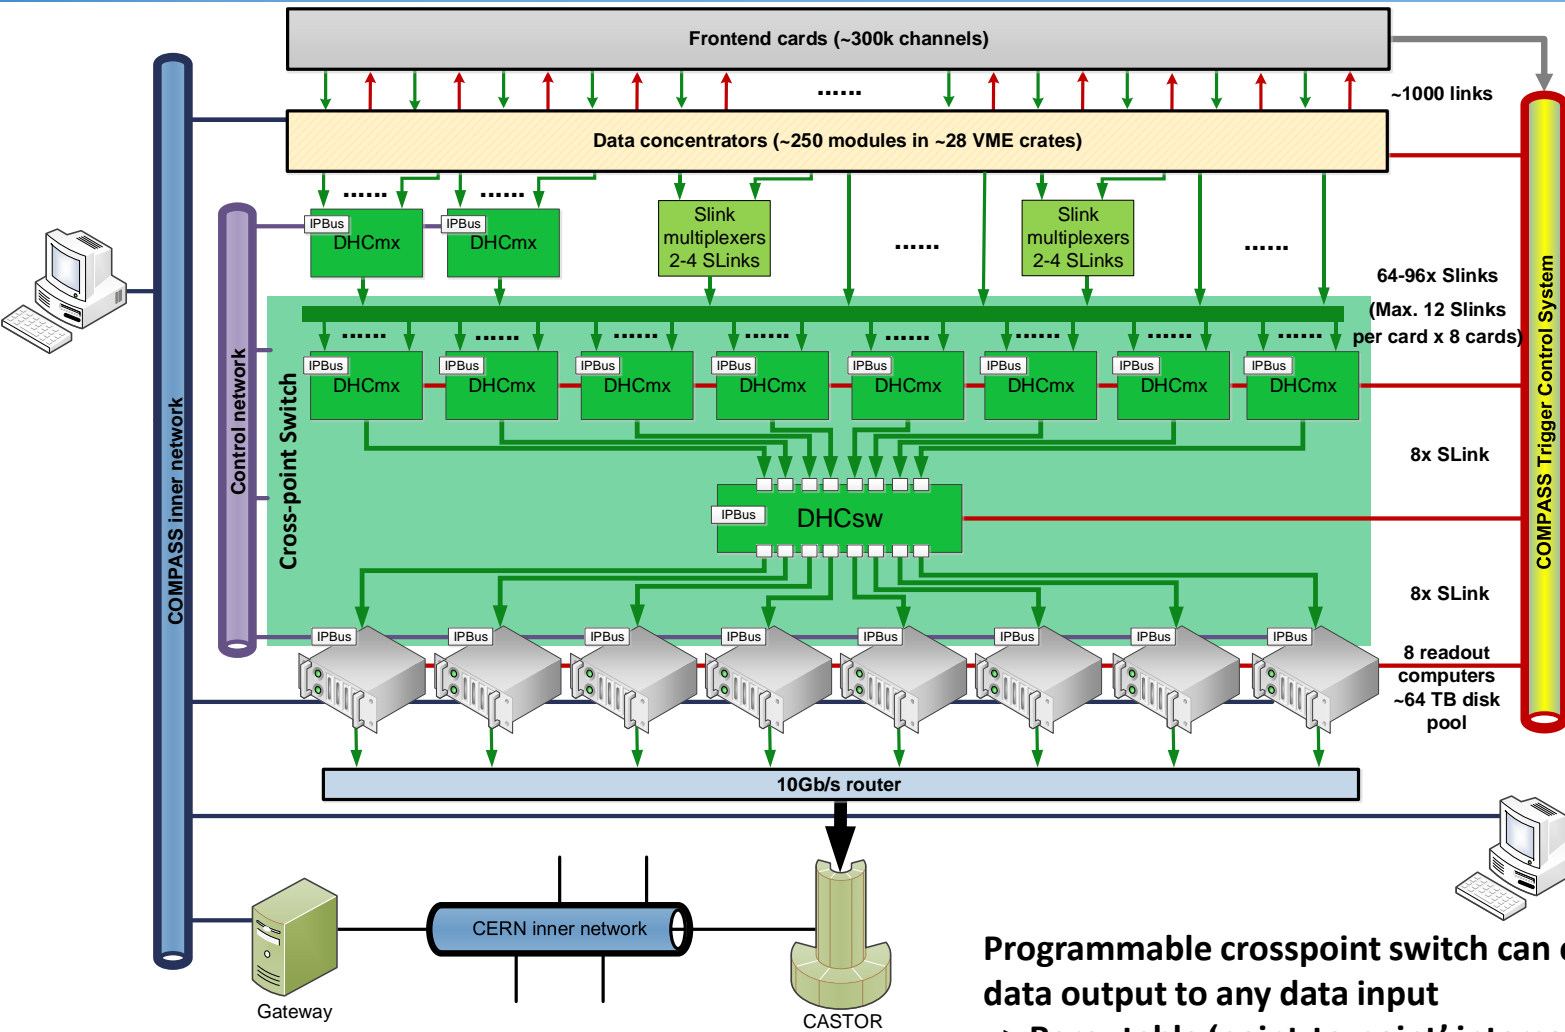 Frontend cards (~300k channels)
......
~1000 links
Data concentrators (~250 modules in ~28 VME crates)
...... ......
IPBus DHCmx
IPBus DHCmx
Slink
multiplexers
2-4 SLinks
......
Slink
multiplexers
2-4 SLinks
......
64-96x Slinks
(Max. 12 Slinks
per card x 8 cards)
...... ...... ...... ...... ...... ...... ...... ......
IPBus DHCmx
IPBus DHCmx
IPBus DHCmx
IPBus DHCmx
IPBus DHCmx
IPBus DHCmx
IPBus DHCmx
IPBus DHCmx
COMPASS inner network
Control network
Cross-point Switch
COMPASS Trigger Control System
8x SLink
IPBus DHCsw
8x SLink
IPBus
IPBus
IPBus
IPBus
IPBus
IPBus
IPBus
IPBus
8 readout
computers
~64 TB disk
pool
10Gb/s router
CERN inner network
Gateway
CASTOR
Programmable crosspoint switch can
data output to any data input